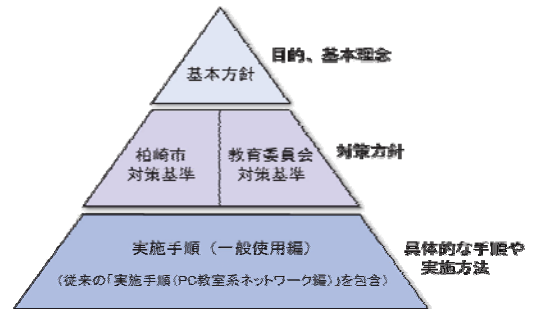 基本方針
目的、基本理念
柏崎市
対策基準
教育委員会
対策基準
対策方針
実施手順（一般使用編）
（従来の「実施手順（PC教室系ネットワーク編）」を包含）
具体的な手順や
実施方法